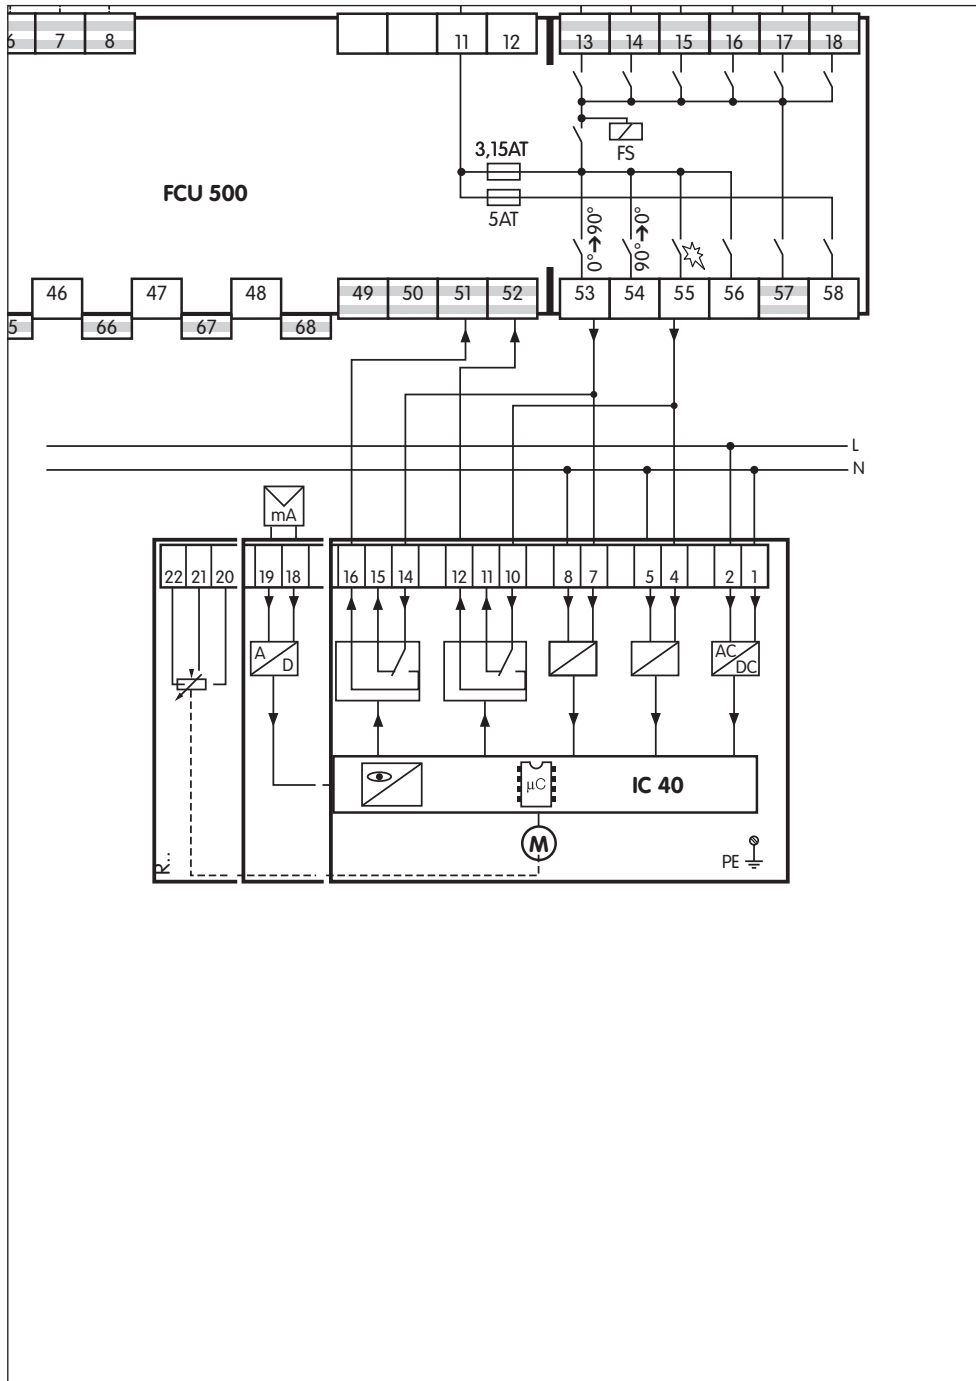 6 7 8 11 12 13 14 15 16 17 18
3,15AT
FS
FCU 500
5AT
0°➔90°
90°➔0°
46 47 48 49 50 51 52 53 54 55 56 57 58
5 66 67 68
L
N
mA
22 21 20 19 18 16 15 14 12 11 10 8 7 5 4 2 1
A
D
AC
DC
µC
IC 40
M
PE
R…